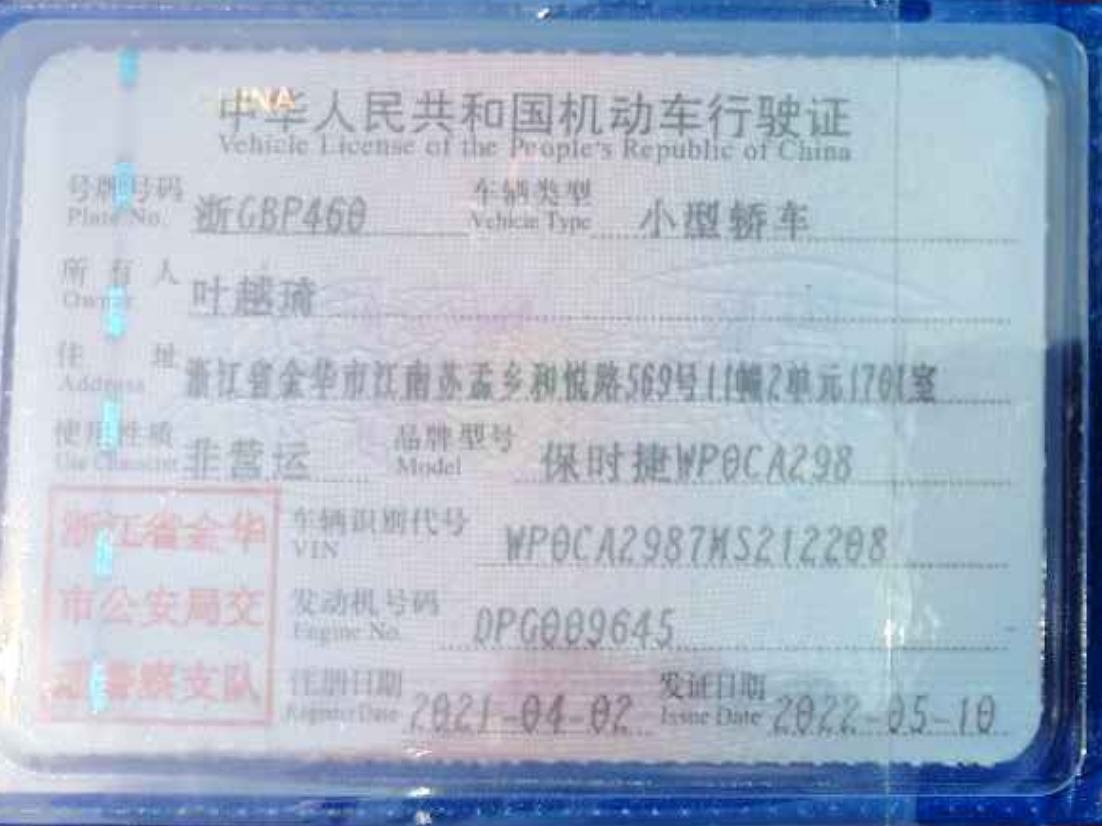 中华人民共和国机动车行驶证
Vehicle License of the People's Republic of China
号牌号码 浙GBP460 车辆类型 小型轿车
Plate No. Vehicle Type
所有人 叶越琦
Owner
住址 浙江省金华市江南苏孟乡和悦路569号11幢2单元1701室
Address
使用性质 非营运 品牌型号 保时捷WP0CA298
Use Character Model
浙江省金华 车辆识别代号 WP0CA2987MS212208
VIN
市公安局交 发动机号码 DPG009645
Engine No.
通警察支队 注册日期 2021-04-02 发证日期 2022-05-10
Register Date Issue Date